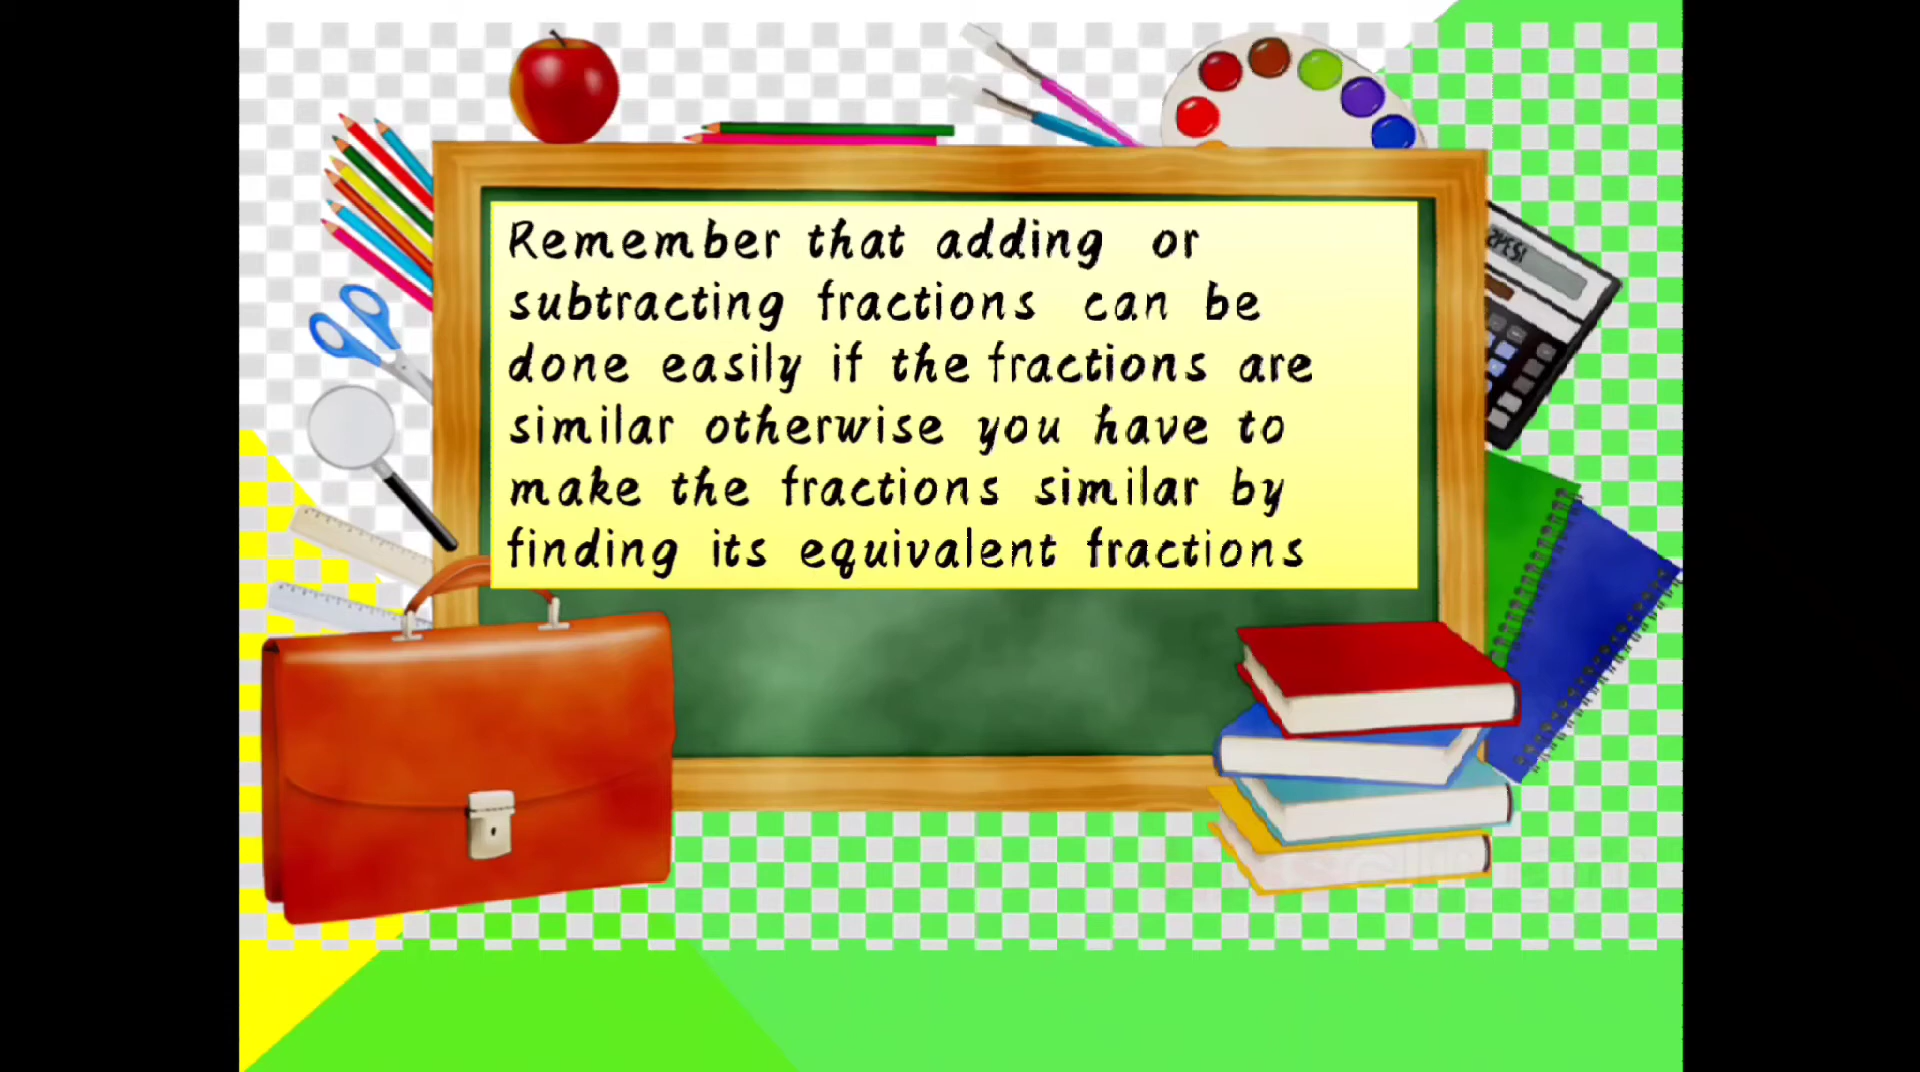 Remember that adding or
subtracting fractions can be
done easily if the fractions are
similar otherwise you have to
make the fractions similar by
finding its equivalent fractions